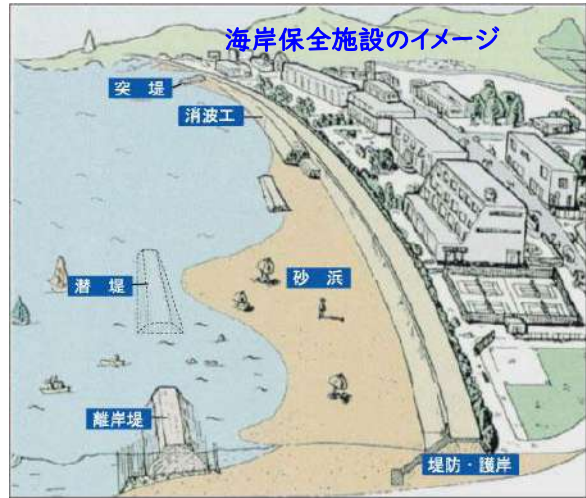 海岸保全施設のイメージ
突堤
消波工
砂浜
潜堤
離岸堤
堤防・護岸